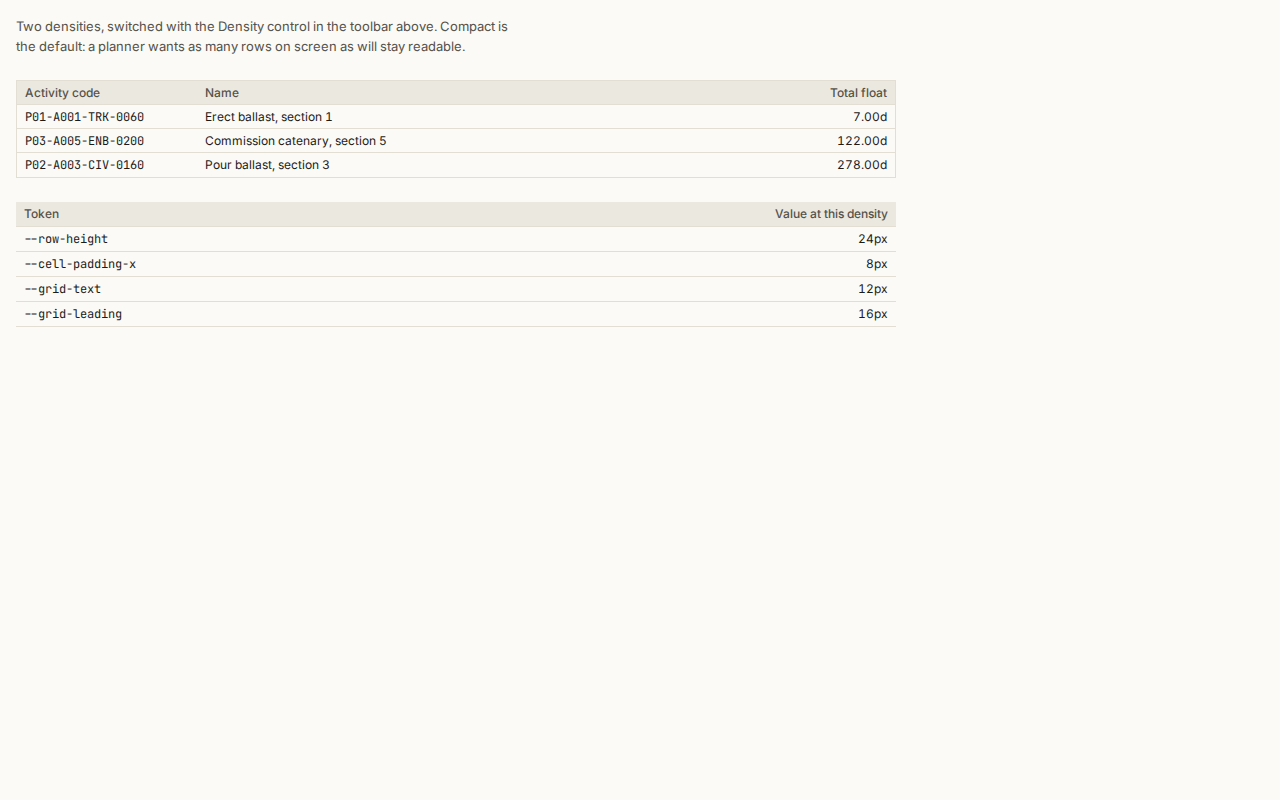 Two densities, switched with the Density control in the toolbar above. Compact is
the default: a planner wants as many rows on screen as will stay readable.
Activity code Name Total float
P01-A001-TRK-0060 Erect ballast, section 1 7.00d
P03-A005-ENB-0200 Commission catenary, section 5 122.00d
P02-A003-CIV-0160 Pour ballast, section 3 278.00d
Token Value at this density
--row-height 24px
--cell-padding-x 8px
--grid-text 12px
--grid-leading 16px